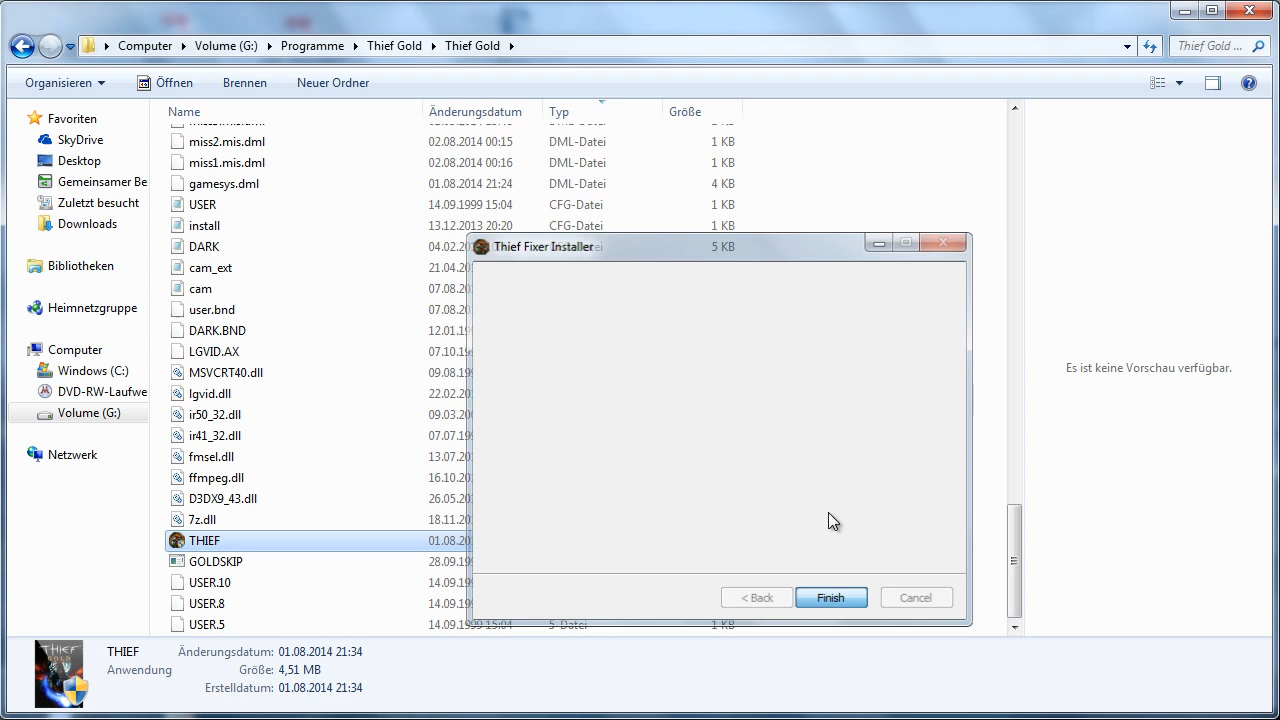 Computer Volume (G:) Programme Thief Gold Thief Gold
Thief Gold ...
Organisieren Öffnen Brennen Neuer Ordner
Name Änderungsdatum Typ Größe
Favoriten
SkyDrive
Desktop
Gemeinsamer Be
Zuletzt besucht
Downloads
Bibliotheken
Heimnetzgruppe
Computer
Windows (C:)
DVD-RW-Laufwe
Volume (G:)
Netzwerk
miss2.mis.dml 02.08.2014 00:15 DML-Datei 1 KB
miss1.mis.dml 02.08.2014 00:16 DML-Datei 1 KB
gamesys.dml 01.08.2014 21:24 DML-Datei 4 KB
USER 14.09.1999 15:04 CFG-Datei 1 KB
install 13.12.2013 20:20 CFG-Datei 1 KB
DARK 04.02.20 5 KB
cam_ext 21.04.20
cam 07.08.20
user.bnd 07.08.20
DARK.BND 12.01.19
LGVID.AX 07.10.19
MSVCRT40.dll 09.08.19
lgvid.dll 22.02.20
ir50_32.dll 09.03.20
ir41_32.dll 07.07.19
fmsel.dll 13.07.20
ffmpeg.dll 16.10.20
D3DX9_43.dll 26.05.20
7z.dll 18.11.20
THIEF 01.08.20
GOLDSKIP 28.09.19
USER.10 14.09.19
USER.8 14.09.19
USER.5 14.09.1999 15:04 5-Datei 1 KB
Thief Fixer Installer
< Back Finish Cancel
Es ist keine Vorschau verfügbar.
THIEF Änderungsdatum: 01.08.2014 21:34
Anwendung Größe: 4,51 MB
Erstelldatum: 01.08.2014 21:34
THIEF
GOLD